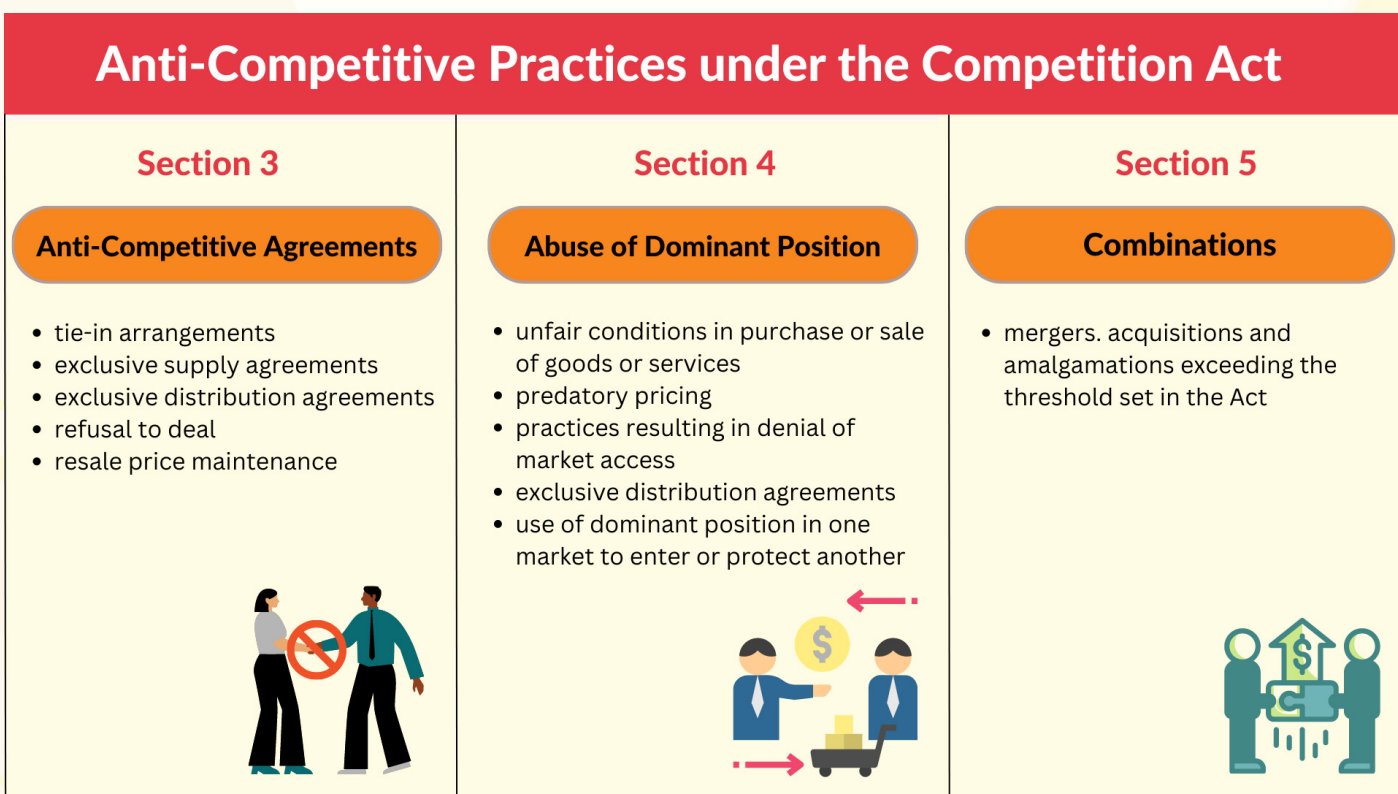 Anti-Competitive Practices under the Competition Act
Section 3
Anti-Competitive Agreements
• tie-in arrangements
• exclusive supply agreements
• exclusive distribution agreements
• refusal to deal
• resale price maintenance
Section 4
Abuse of Dominant Position
• unfair conditions in purchase or sale
of goods or services
• predatory pricing
• practices resulting in denial of
market access
• exclusive distribution agreements
• use of dominant position in one
market to enter or protect another
$
Section 5
Combinations
• mergers. acquisitions and
amalgamations exceeding the
threshold set in the Act
$